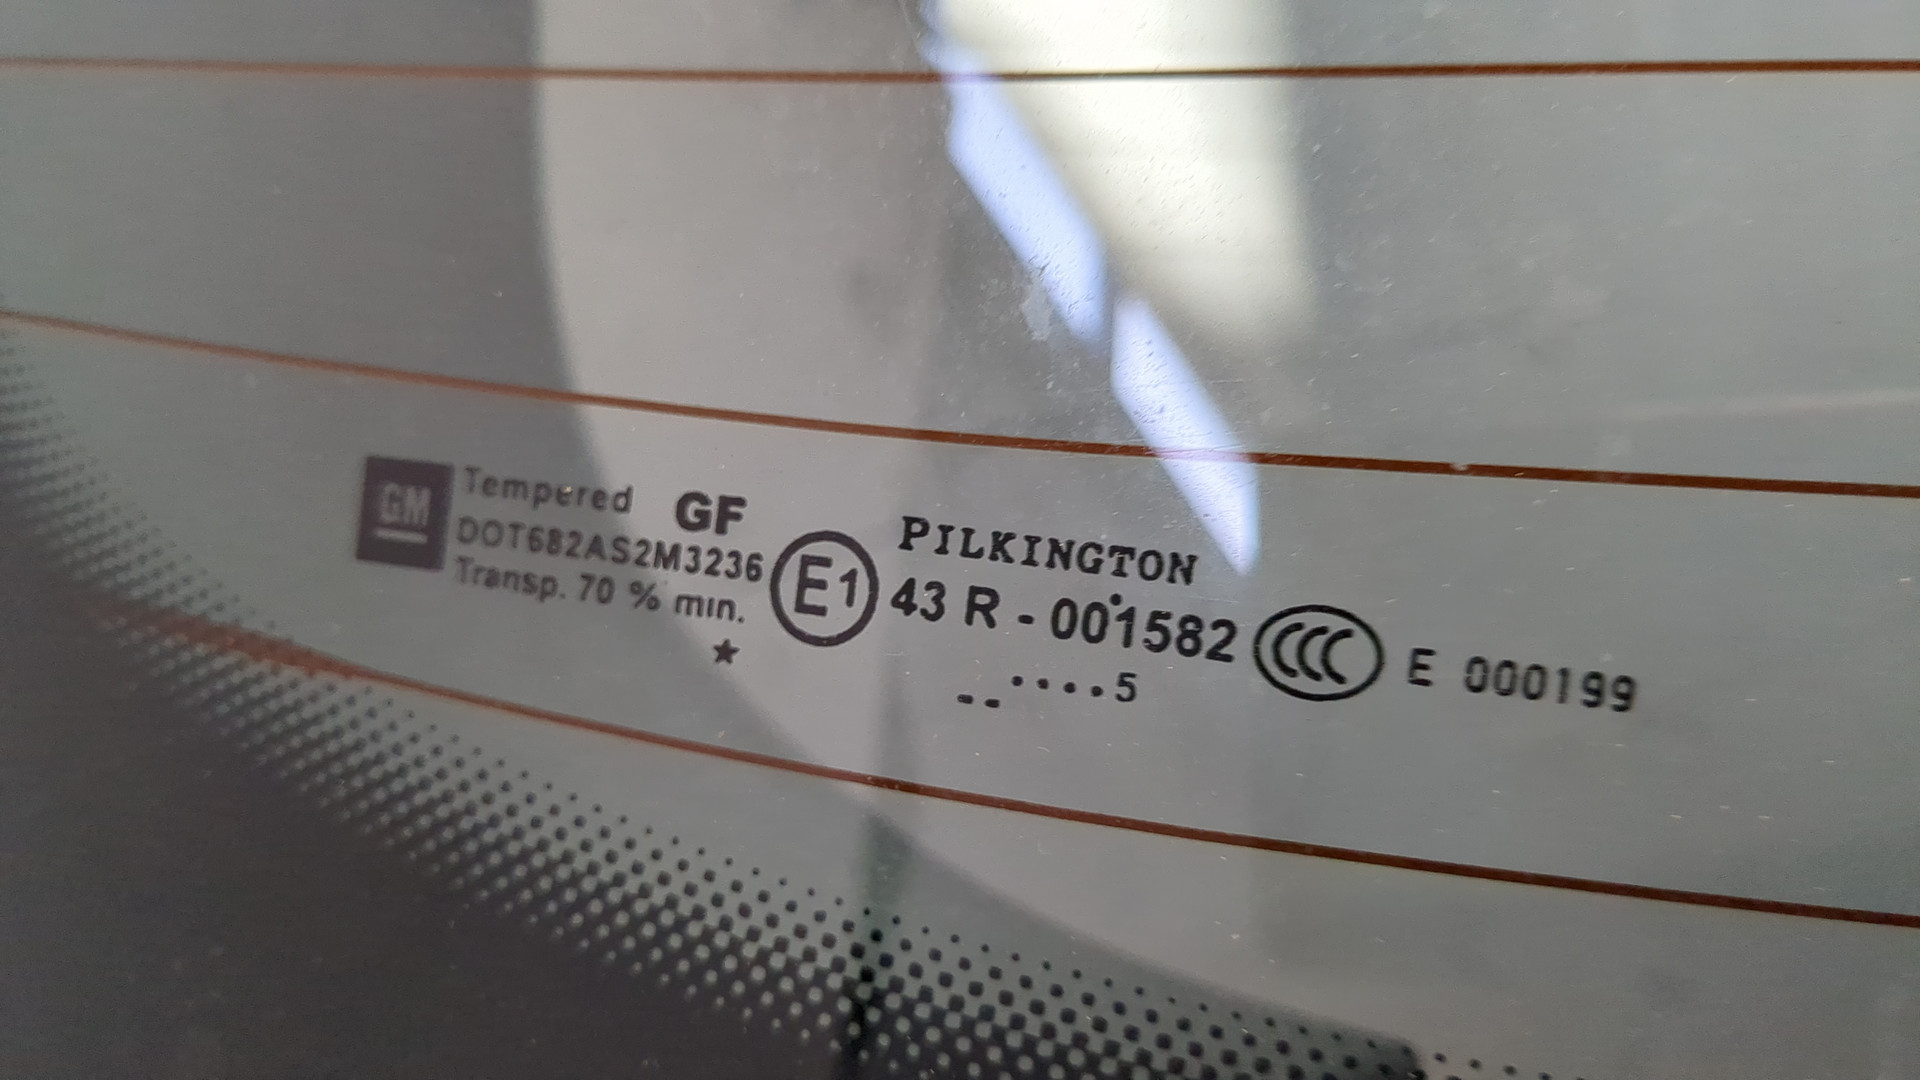 GM
Tempered GF
DOT682AS2M3236
Transp. 70 % min.
★
E1
PILKINGTON
43 R - 001582
--····5
CCC
E 000199